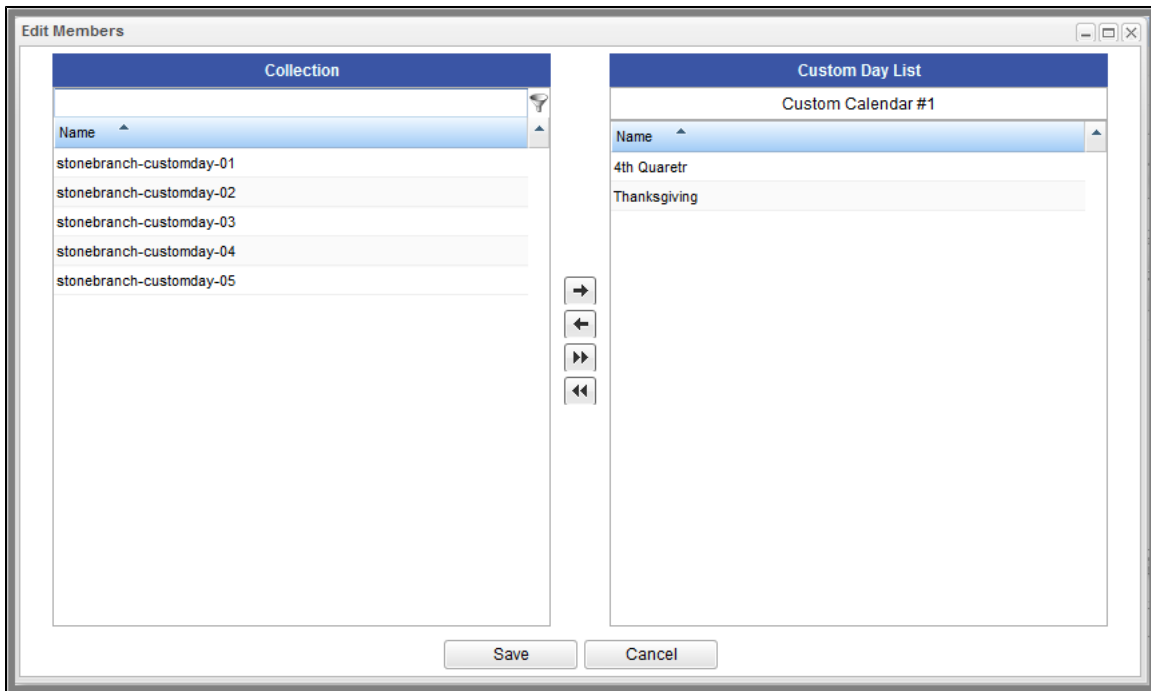 Edit Members
Collection
Custom Day List
Custom Calendar #1
Name
Name
stonebranch-customday-01
stonebranch-customday-02
stonebranch-customday-03
stonebranch-customday-04
stonebranch-customday-05
4th Quaretr
Thanksgiving
Save
Cancel